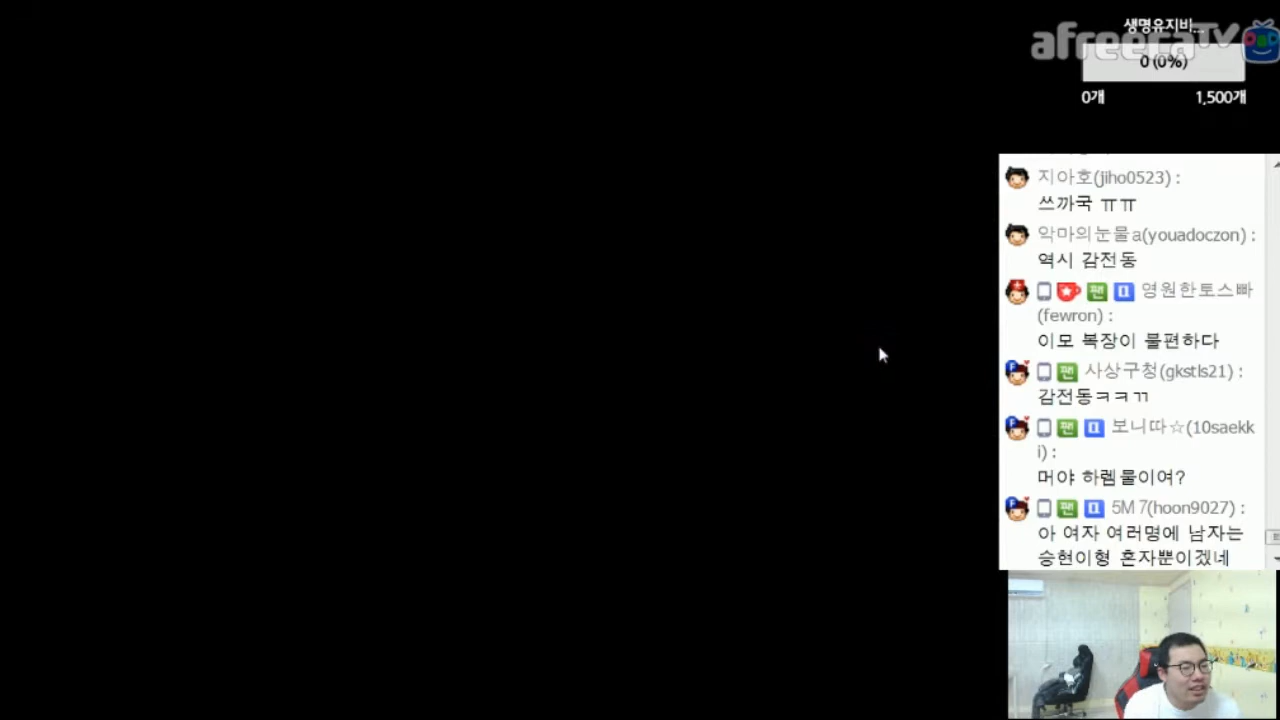 생명유지비...
afreecaTV
0 (0%)
0개
1,500개
지아호(jiho0523) :
쓰까국 ㅠㅠ
악마의눈물a(youadoczon) :
역시 감전동
팬 영원한토스빠
(fewron) :
이모 복장이 불편하다
팬 사상구청(gkstls21) :
감전동ㅋㅋㄲ
팬 보니따☆(10saekk
i) :
머야 하렘물이여?
팬 5M 7(hoon9027) :
아 여자 여러명에 남자는
승현이형 혼자뿐이겠네